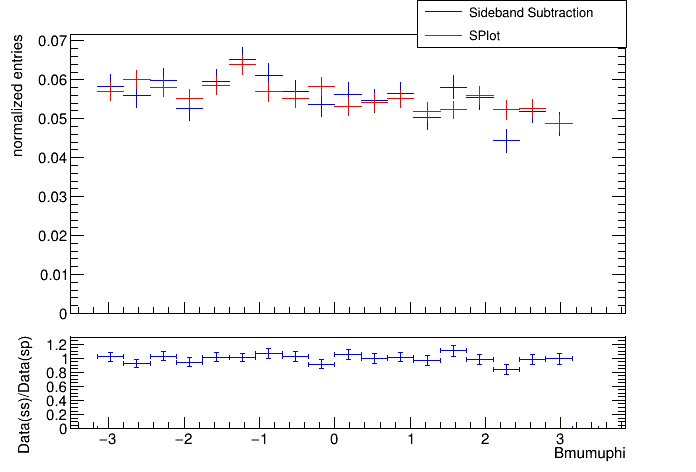 Sideband Subtraction
SPlot
normalized entries
0.07
0.06
0.05
0.04
0.03
0.02
0.01
0
Data(ss)/Data(sp)
1.2
1
0.8
0.6
0.4
0.2
0
−3 −2 −1 0 1 2 3
Bmumuphi